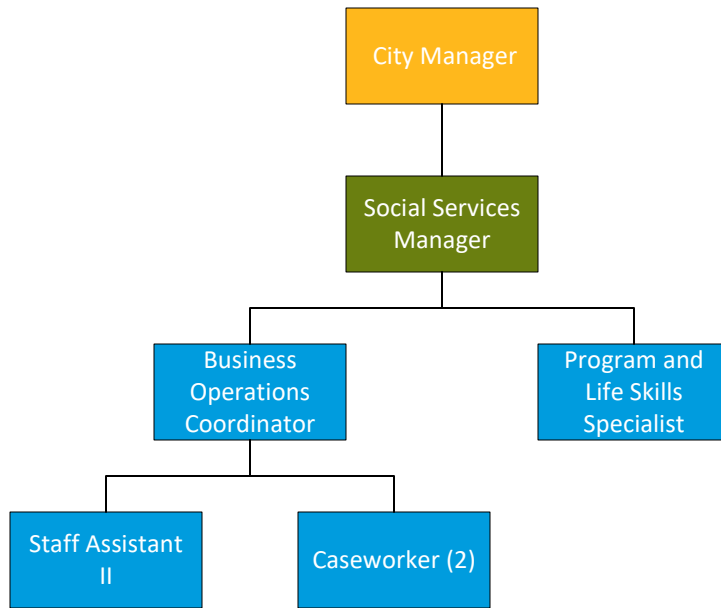 City Manager
Social Services
Manager
Business
Operations
Coordinator
Program and
Life Skills
Specialist
Staff Assistant
II
Caseworker (2)